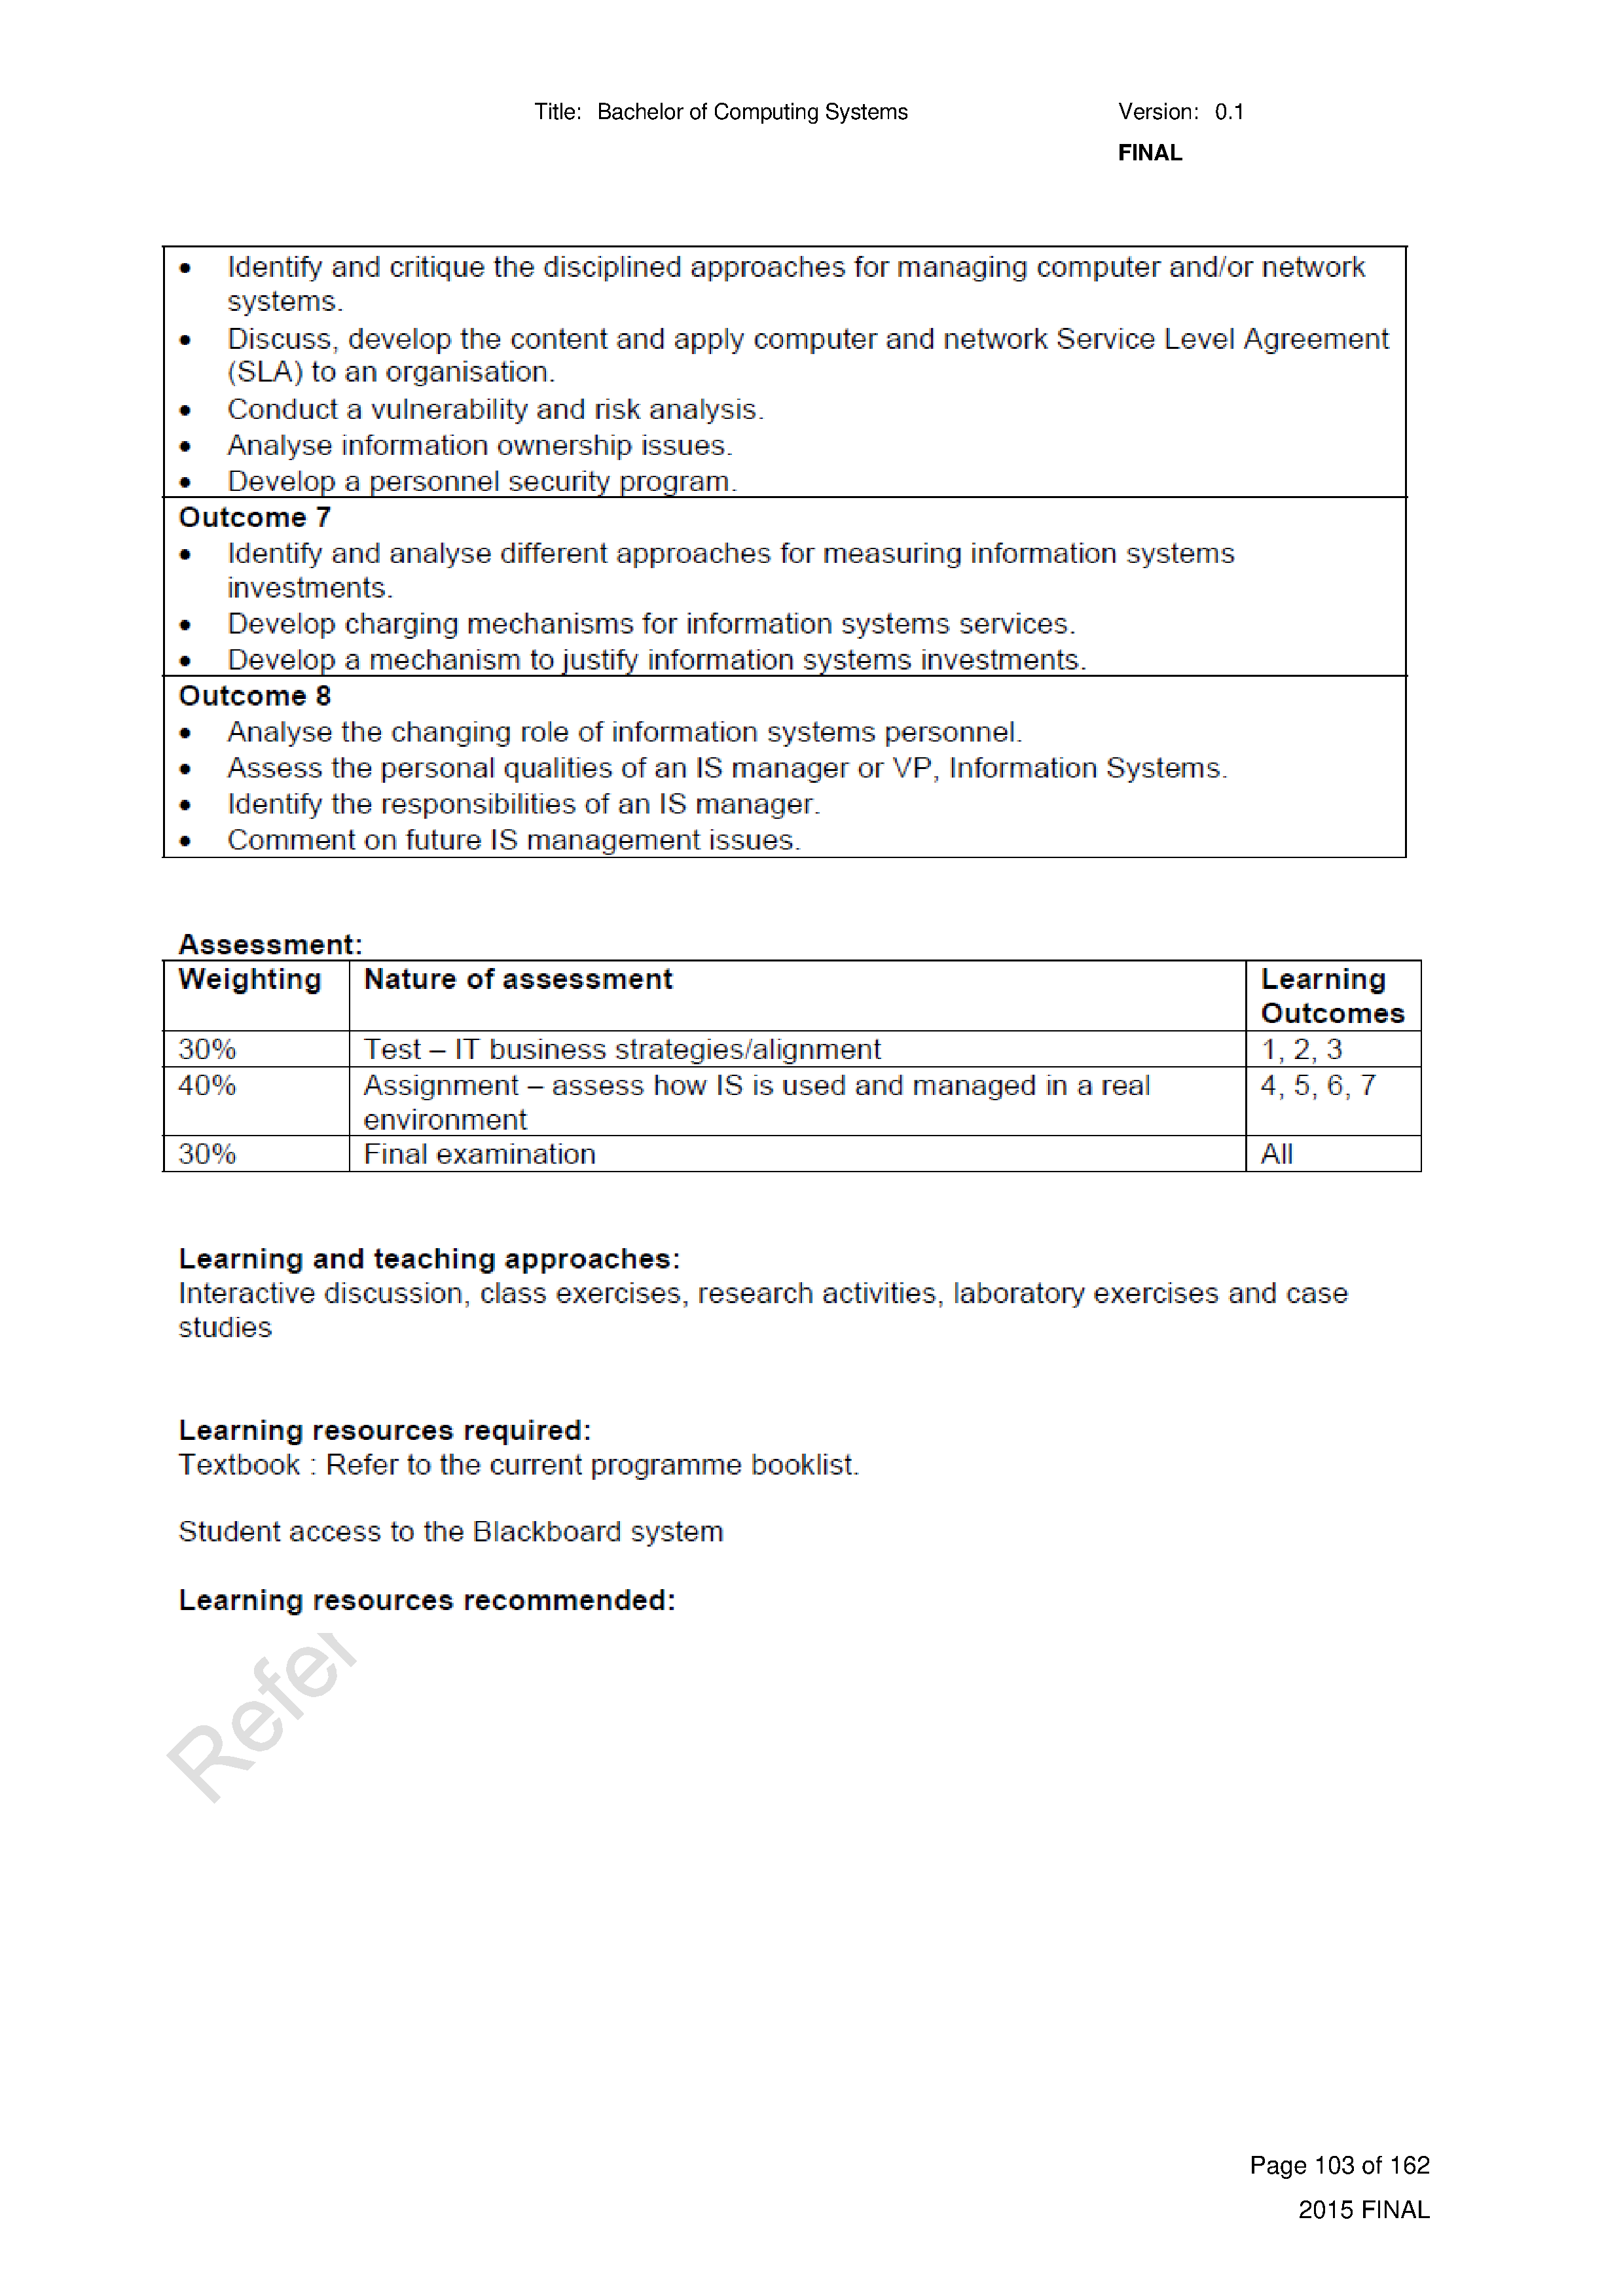 Title: Bachelor of Computing Systems Version: 0.1
FINAL
• Identify and critique the disciplined approaches for managing computer and/or network
systems.
• Discuss, develop the content and apply computer and network Service Level Agreement
(SLA) to an organisation.
• Conduct a vulnerability and risk analysis.
• Analyse information ownership issues.
• Develop a personnel security program.
Outcome 7
• Identify and analyse different approaches for measuring information systems
investments.
• Develop charging mechanisms for information systems services.
• Develop a mechanism to justify information systems investments.
Outcome 8
• Analyse the changing role of information systems personnel.
• Assess the personal qualities of an IS manager or VP, Information Systems.
• Identify the responsibilities of an IS manager.
• Comment on future IS management issues.
Assessment:
Weighting Nature of assessment Learning
Outcomes
30% Test – IT business strategies/alignment 1, 2, 3
40% Assignment – assess how IS is used and managed in a real 4, 5, 6, 7
environment
30% Final examination All
Learning and teaching approaches:
Interactive discussion, class exercises, research activities, laboratory exercises and case
studies
Learning resources required:
Textbook : Refer to the current programme booklist.
Student access to the Blackboard system
Learning resources recommended:
Refer
Page 103 of 162
2015 FINAL